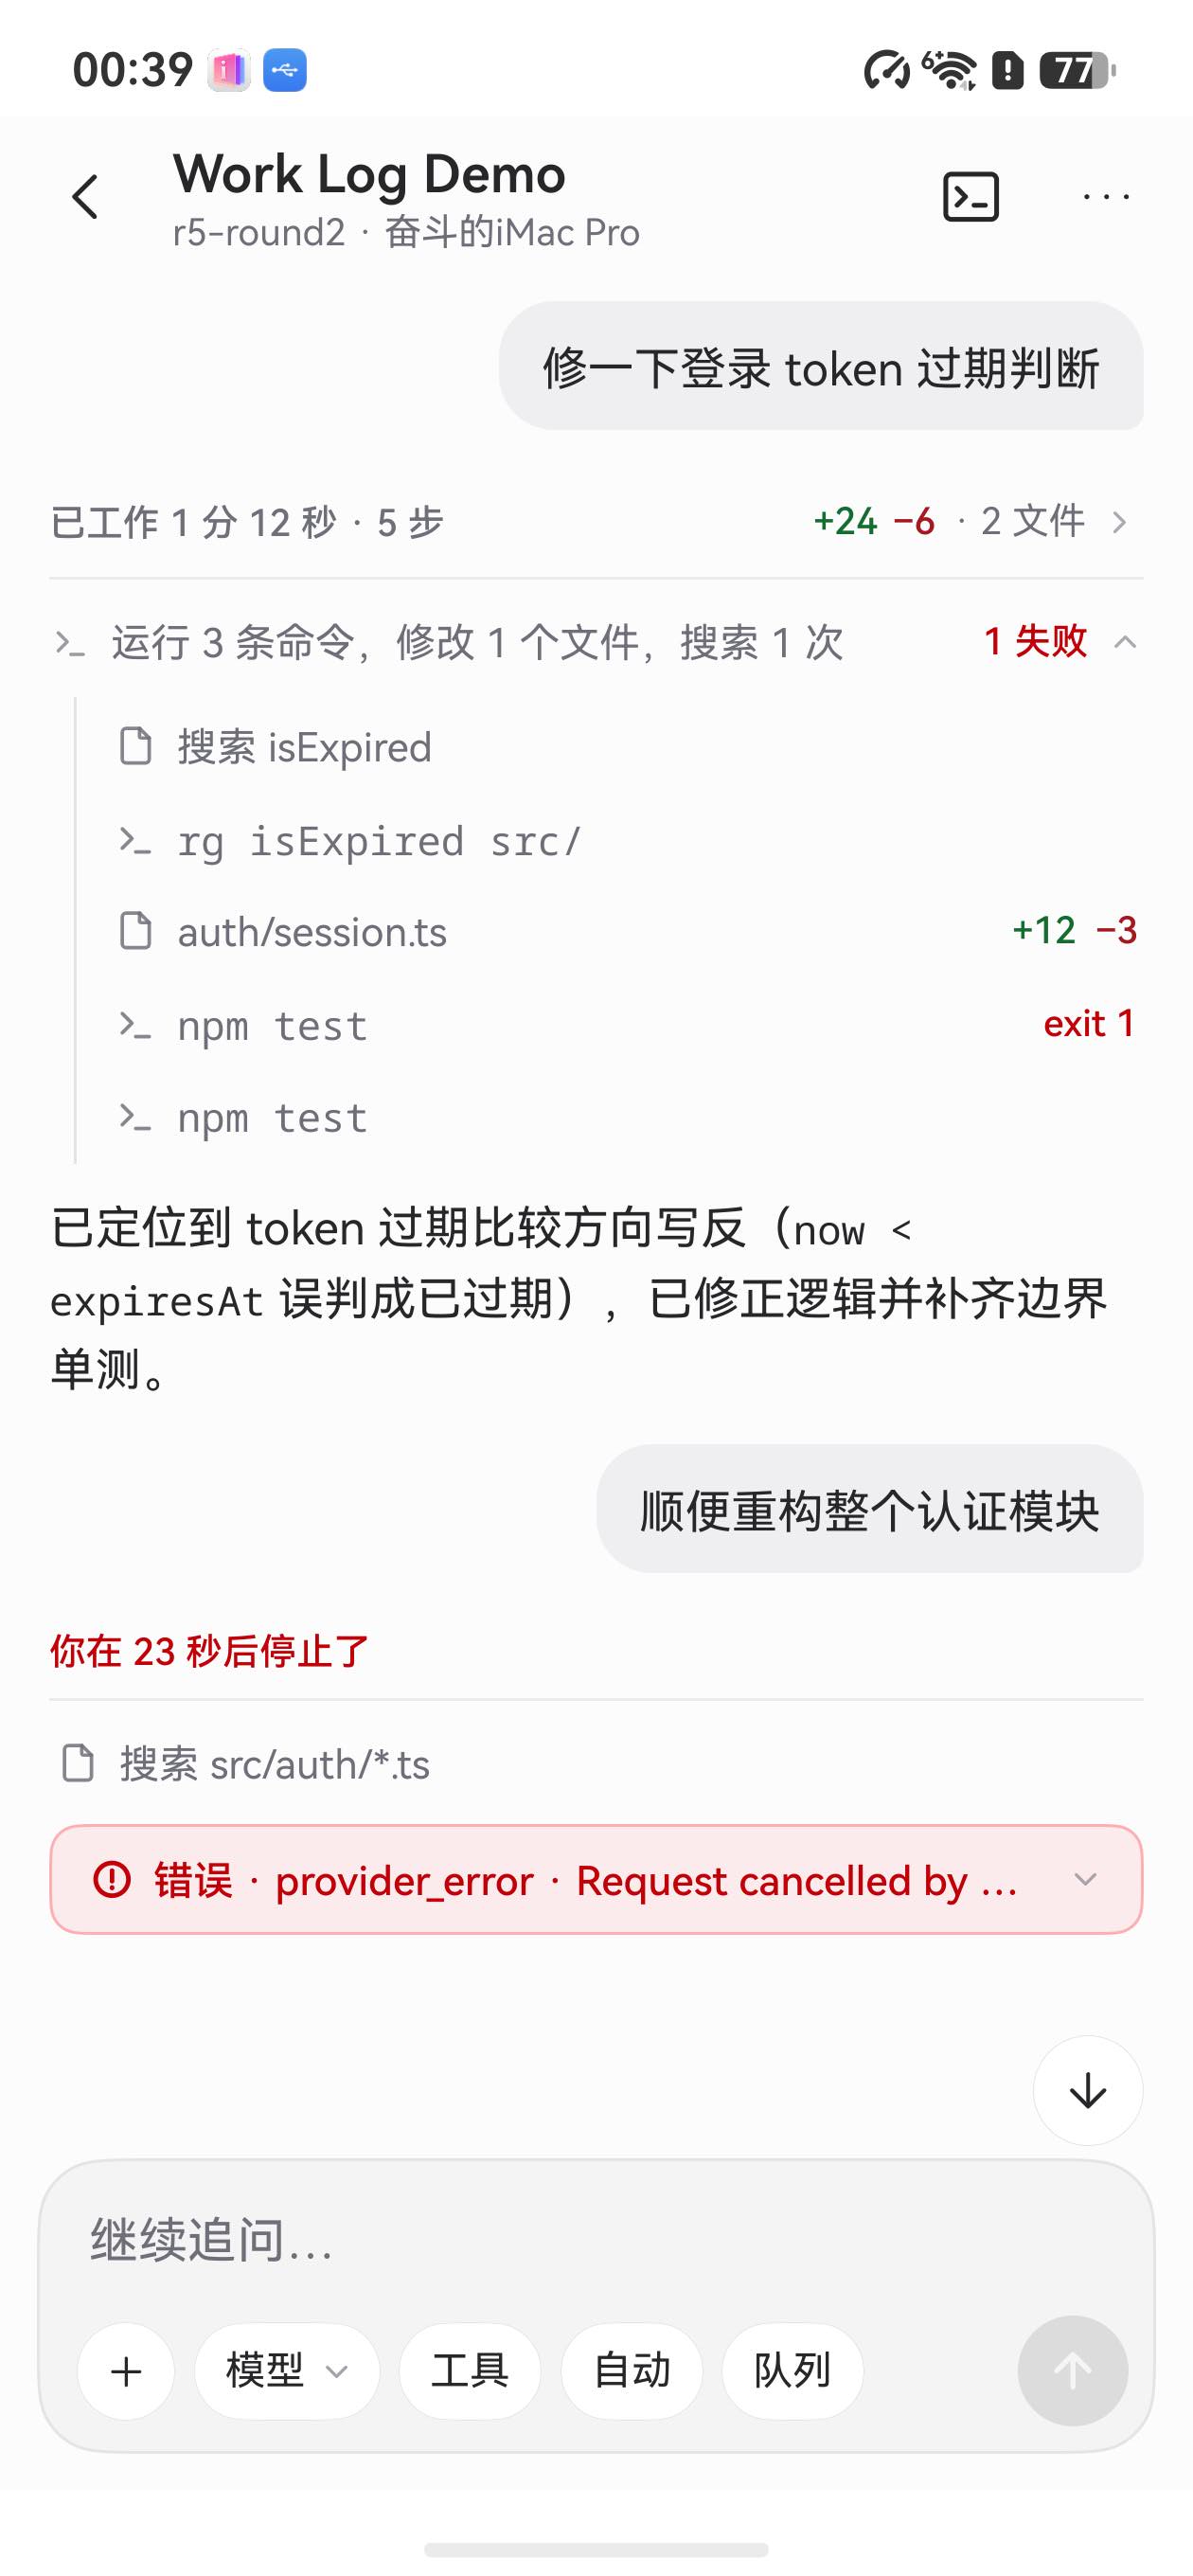 00:39
77
Work Log Demo
r5-round2 · 奋斗的iMac Pro
修一下登录 token 过期判断
已工作 1 分 12 秒 · 5 步 +24 −6 · 2 文件
运行 3 条命令，修改 1 个文件，搜索 1 次 1 失败
搜索 isExpired
rg isExpired src/
auth/session.ts +12 −3
npm test exit 1
npm test
已定位到 token 过期比较方向写反（now <
expiresAt 误判成已过期），已修正逻辑并补齐边界
单测。
顺便重构整个认证模块
你在 23 秒后停止了
搜索 src/auth/*.ts
错误 · provider_error · Request cancelled by …
继续追问…
模型 工具 自动 队列